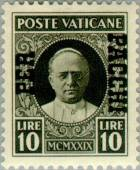 POSTE VATICANE
LIRE LIRE
10 MCMXXIX 10